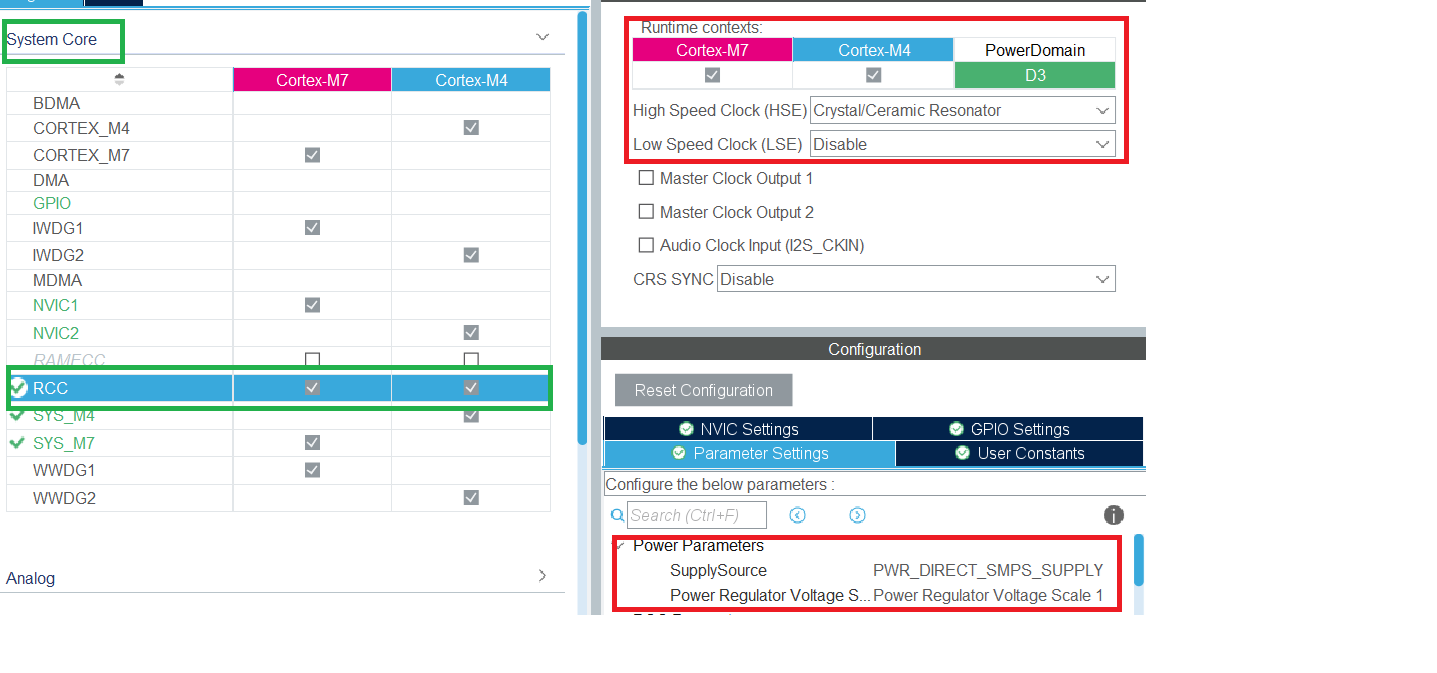 System Core
Cortex-M7 Cortex-M4
BDMA
CORTEX_M4
CORTEX_M7
DMA
GPIO
IWDG1
IWDG2
MDMA
NVIC1
NVIC2
RAMECC
RCC
SYS_M4
SYS_M7
WWDG1
WWDG2
Analog
Runtime contexts:
Cortex-M7 Cortex-M4 PowerDomain
D3
High Speed Clock (HSE) Crystal/Ceramic Resonator
Low Speed Clock (LSE) Disable
Master Clock Output 1
Master Clock Output 2
Audio Clock Input (I2S_CKIN)
CRS SYNC Disable
Configuration
Reset Configuration
NVIC Settings GPIO Settings
Parameter Settings User Constants
Configure the below parameters :
Search (Ctrl+F)
Power Parameters
SupplySource PWR_DIRECT_SMPS_SUPPLY
Power Regulator Voltage S... Power Regulator Voltage Scale 1